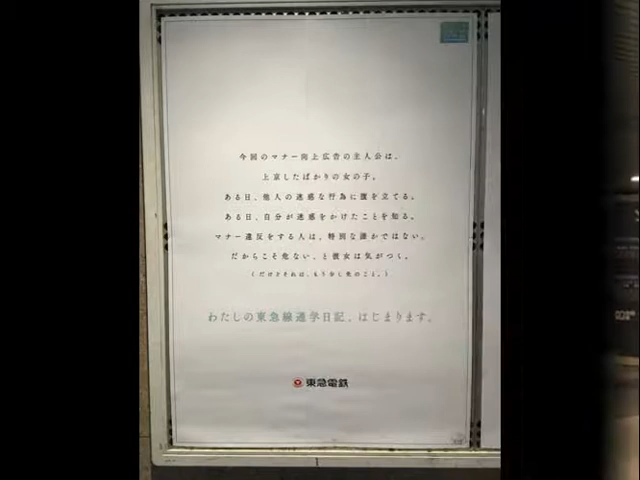 今回のマナー向上広告の主人公は、
上京したばかりの女の子。
ある日、他人の迷惑な行為に腹を立てる。
ある日、自分が迷惑をかけたことを知る。
マナー違反をする人は、特別な誰かではない。
だからこそ危ない、と彼女は気がつく。
(だけどそれは、もう少し先のこと。)
わたしの東急線通学日記、はじまります。
東急電鉄